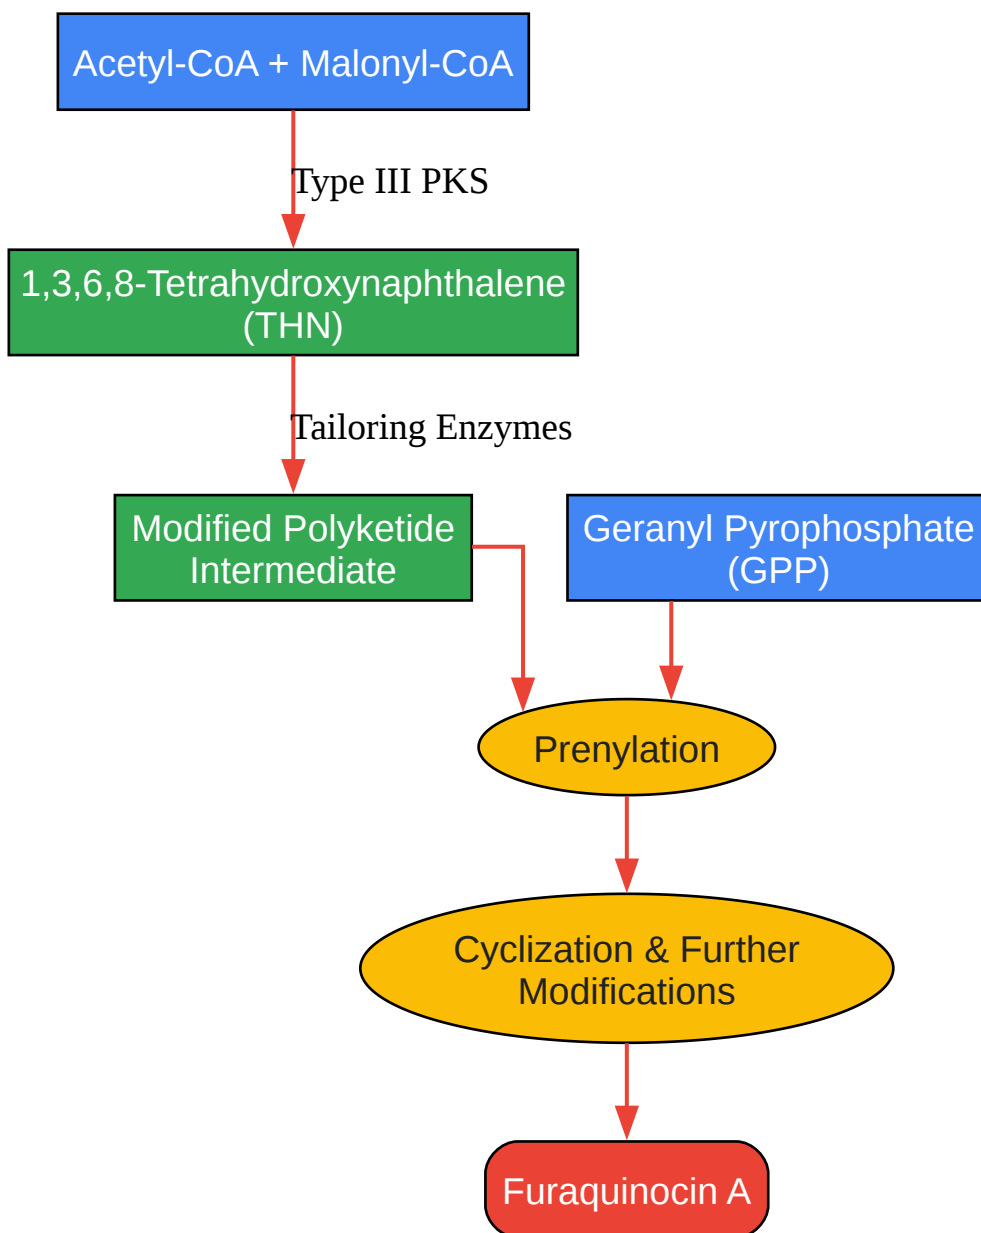 Acetyl-CoA + Malonyl-CoA
Type III PKS
1,3,6,8-Tetrahydroxynaphthalene
(THN)
Tailoring Enzymes
Modified Polyketide
Intermediate
Geranyl Pyrophosphate
(GPP)
Prenylation
Cyclization & Further
Modifications
Furaquinocin A